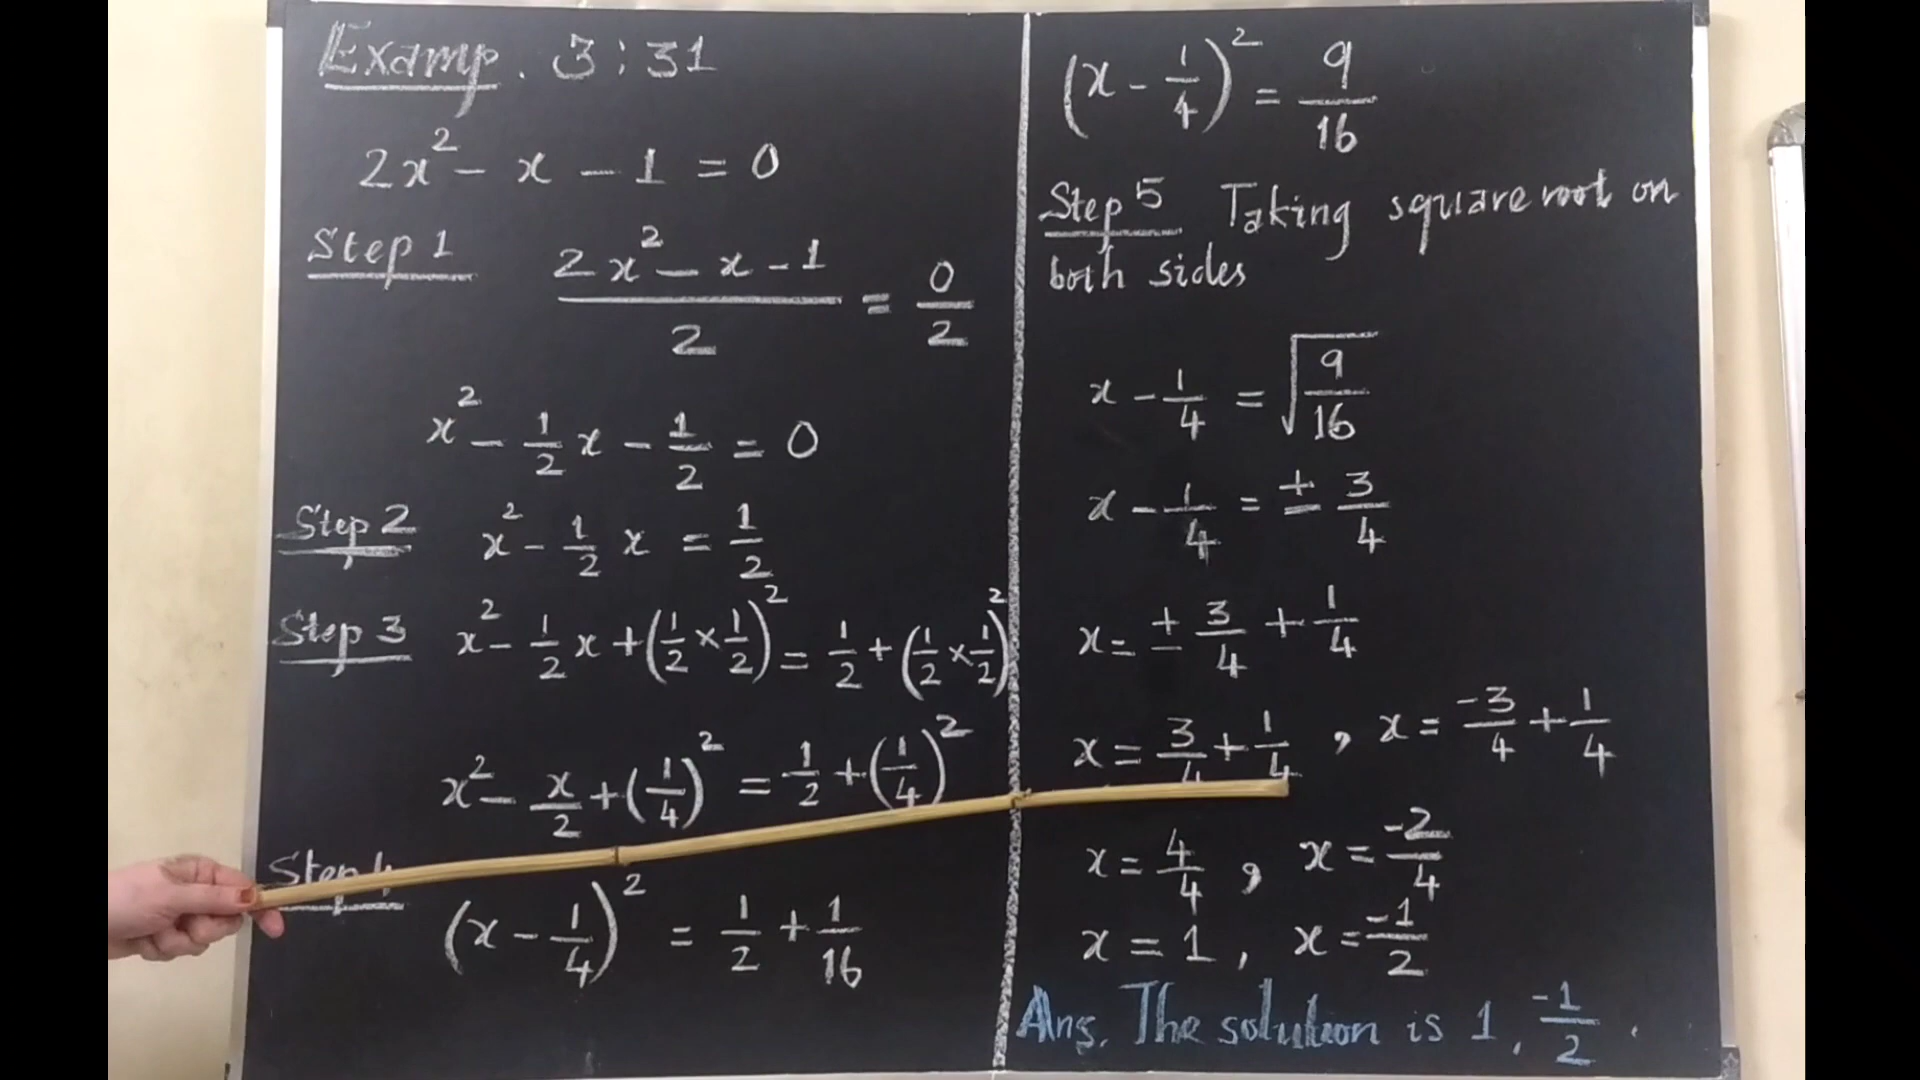 Examp. 3:31
2x² - x - 1 = 0
Step 1 (2x² - x - 1)/2 = 0/2
x² - 1/2 x - 1/2 = 0
Step 2 x² - 1/2 x = 1/2
Step 3 x² - 1/2 x + (1/2 × 1/2)² = 1/2 + (1/2 × 1/2)²
x² - x/2 + (1/4)² = 1/2 + (1/4)²
Step 4
(x - 1/4)² = 1/2 + 1/16
(x - 1/4)² = 9/16
Step 5 Taking square root on
both sides
x - 1/4 = √(9/16)
x - 1/4 = ± 3/4
x = ± 3/4 + 1/4
x = 3/4 + 1/4 , x = -3/4 + 1/4
x = 4/4 , x = -2/4
x = 1 , x = -1/2
Ans. The solution is 1, -1/2 .